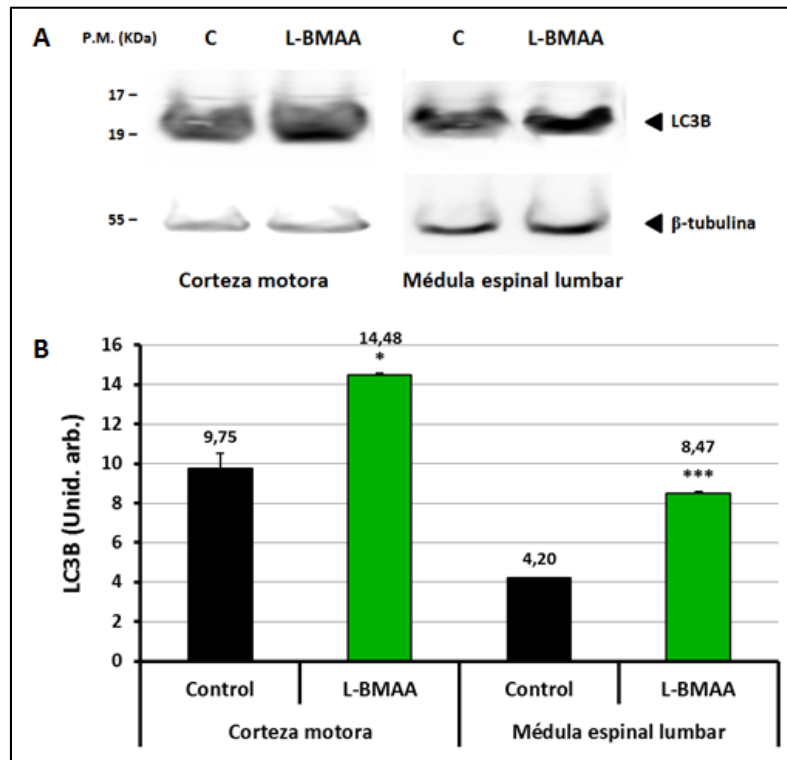 A P.M. (KDa) C L-BMAA C L-BMAA
17 –
19 –
◄ LC3B
55 –
◄ β-tubulina
Corteza motora Médula espinal lumbar
B
LC3B (Unid. arb.)
16
14
12
10
8
6
4
2
0
9,75
14,48
*
4,20
8,47
***
Control L-BMAA Control L-BMAA
Corteza motora Médula espinal lumbar